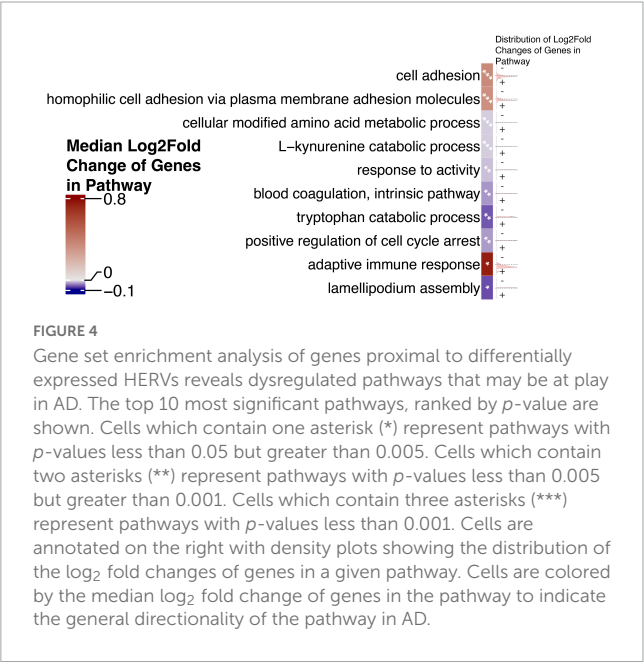 Distribution of Log2Fold
Changes of Genes in
Pathway
cell adhesion
homophilic cell adhesion via plasma membrane adhesion molecules
cellular modified amino acid metabolic process
L−kynurenine catabolic process
response to activity
blood coagulation, intrinsic pathway
tryptophan catabolic process
positive regulation of cell cycle arrest
adaptive immune response
lamellipodium assembly
Median Log2Fold
Change of Genes
in Pathway
0.8
0
−0.1
FIGURE 4
Gene set enrichment analysis of genes proximal to differentially
expressed HERVs reveals dysregulated pathways that may be at play
in AD. The top 10 most significant pathways, ranked by p-value are
shown. Cells which contain one asterisk (*) represent pathways with
p-values less than 0.05 but greater than 0.005. Cells which contain
two asterisks (**) represent pathways with p-values less than 0.005
but greater than 0.001. Cells which contain three asterisks (***)
represent pathways with p-values less than 0.001. Cells are
annotated on the right with density plots showing the distribution of
the log2 fold changes of genes in a given pathway. Cells are colored
by the median log2 fold change of genes in the pathway to indicate
the general directionality of the pathway in AD.